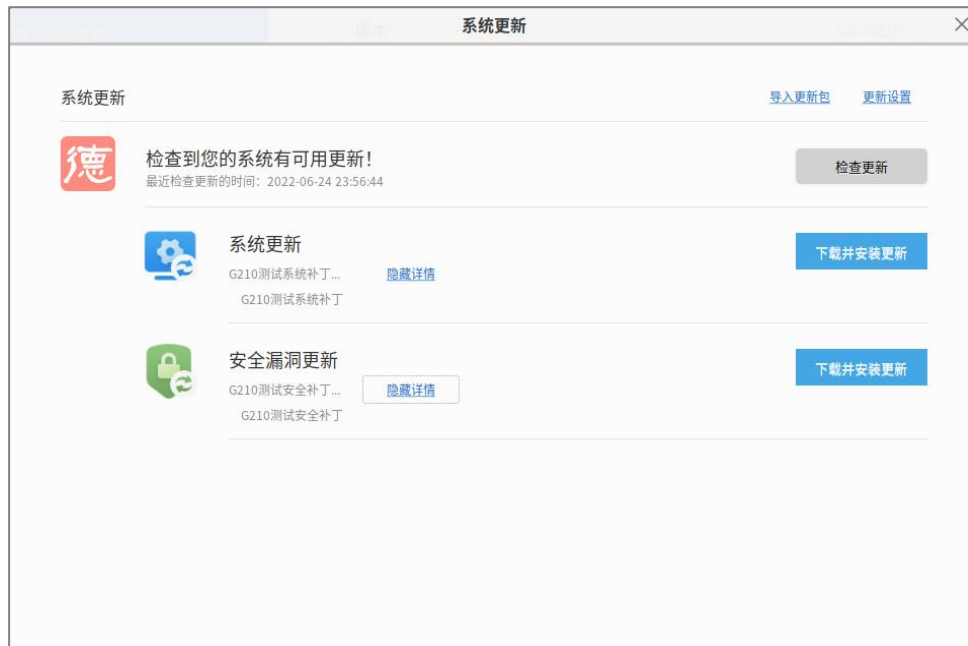 系统更新
系统更新 导入更新包 更新设置
德
检查到您的系统有可用更新!
最近检查更新的时间：2022-06-24 23:56:44
检查更新
系统更新
G210测试系统补丁... 隐藏详情
G210测试系统补丁
下载并安装更新
安全漏洞更新
G210测试安全补丁... 隐藏详情
G210测试安全补丁
下载并安装更新